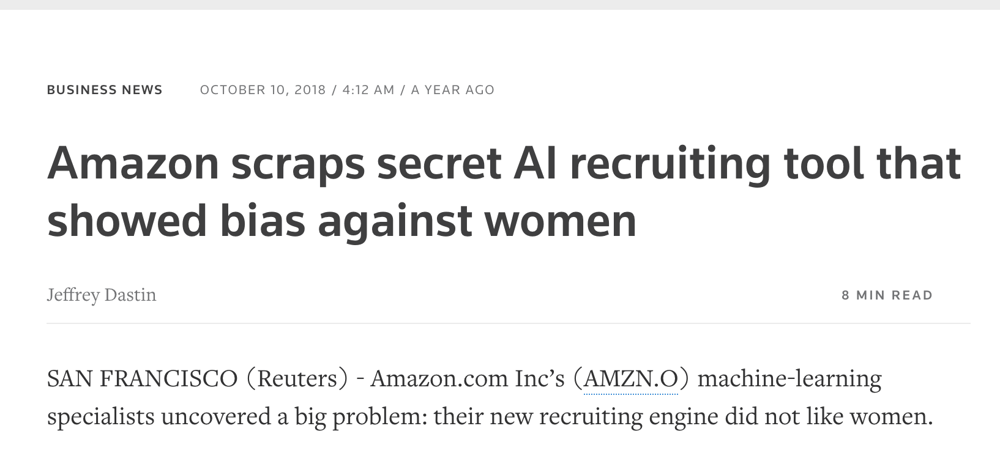 BUSINESS NEWS OCTOBER 10, 2018 / 4:12 AM / A YEAR AGO
Amazon scraps secret AI recruiting tool that
showed bias against women
Jeffrey Dastin 8 MIN READ
SAN FRANCISCO (Reuters) - Amazon.com Inc’s (AMZN.O) machine-learning
specialists uncovered a big problem: their new recruiting engine did not like women.